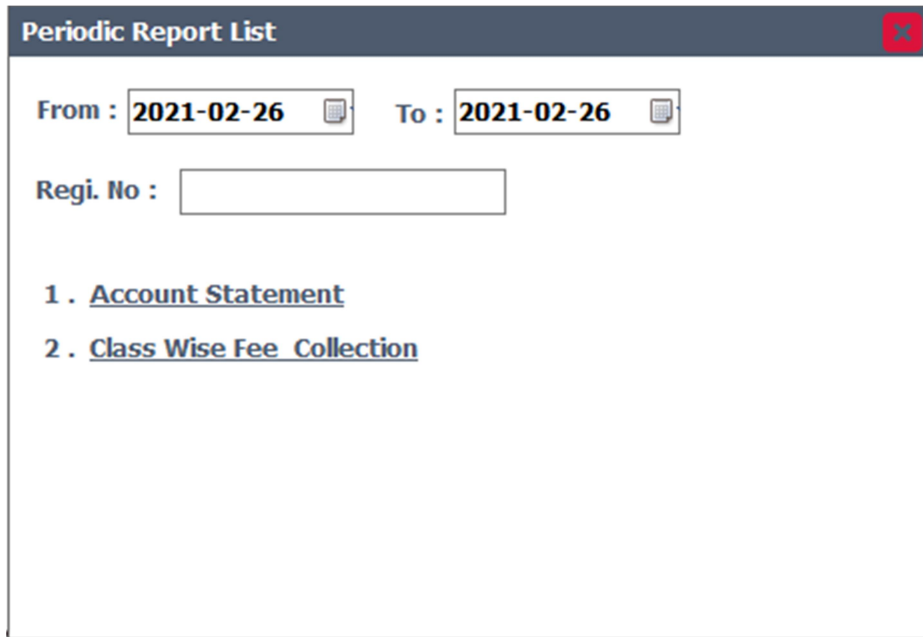 Periodic Report List
From : 2021-02-26 To : 2021-02-26
Regi. No :
1 . Account Statement
2 . Class Wise Fee Collection